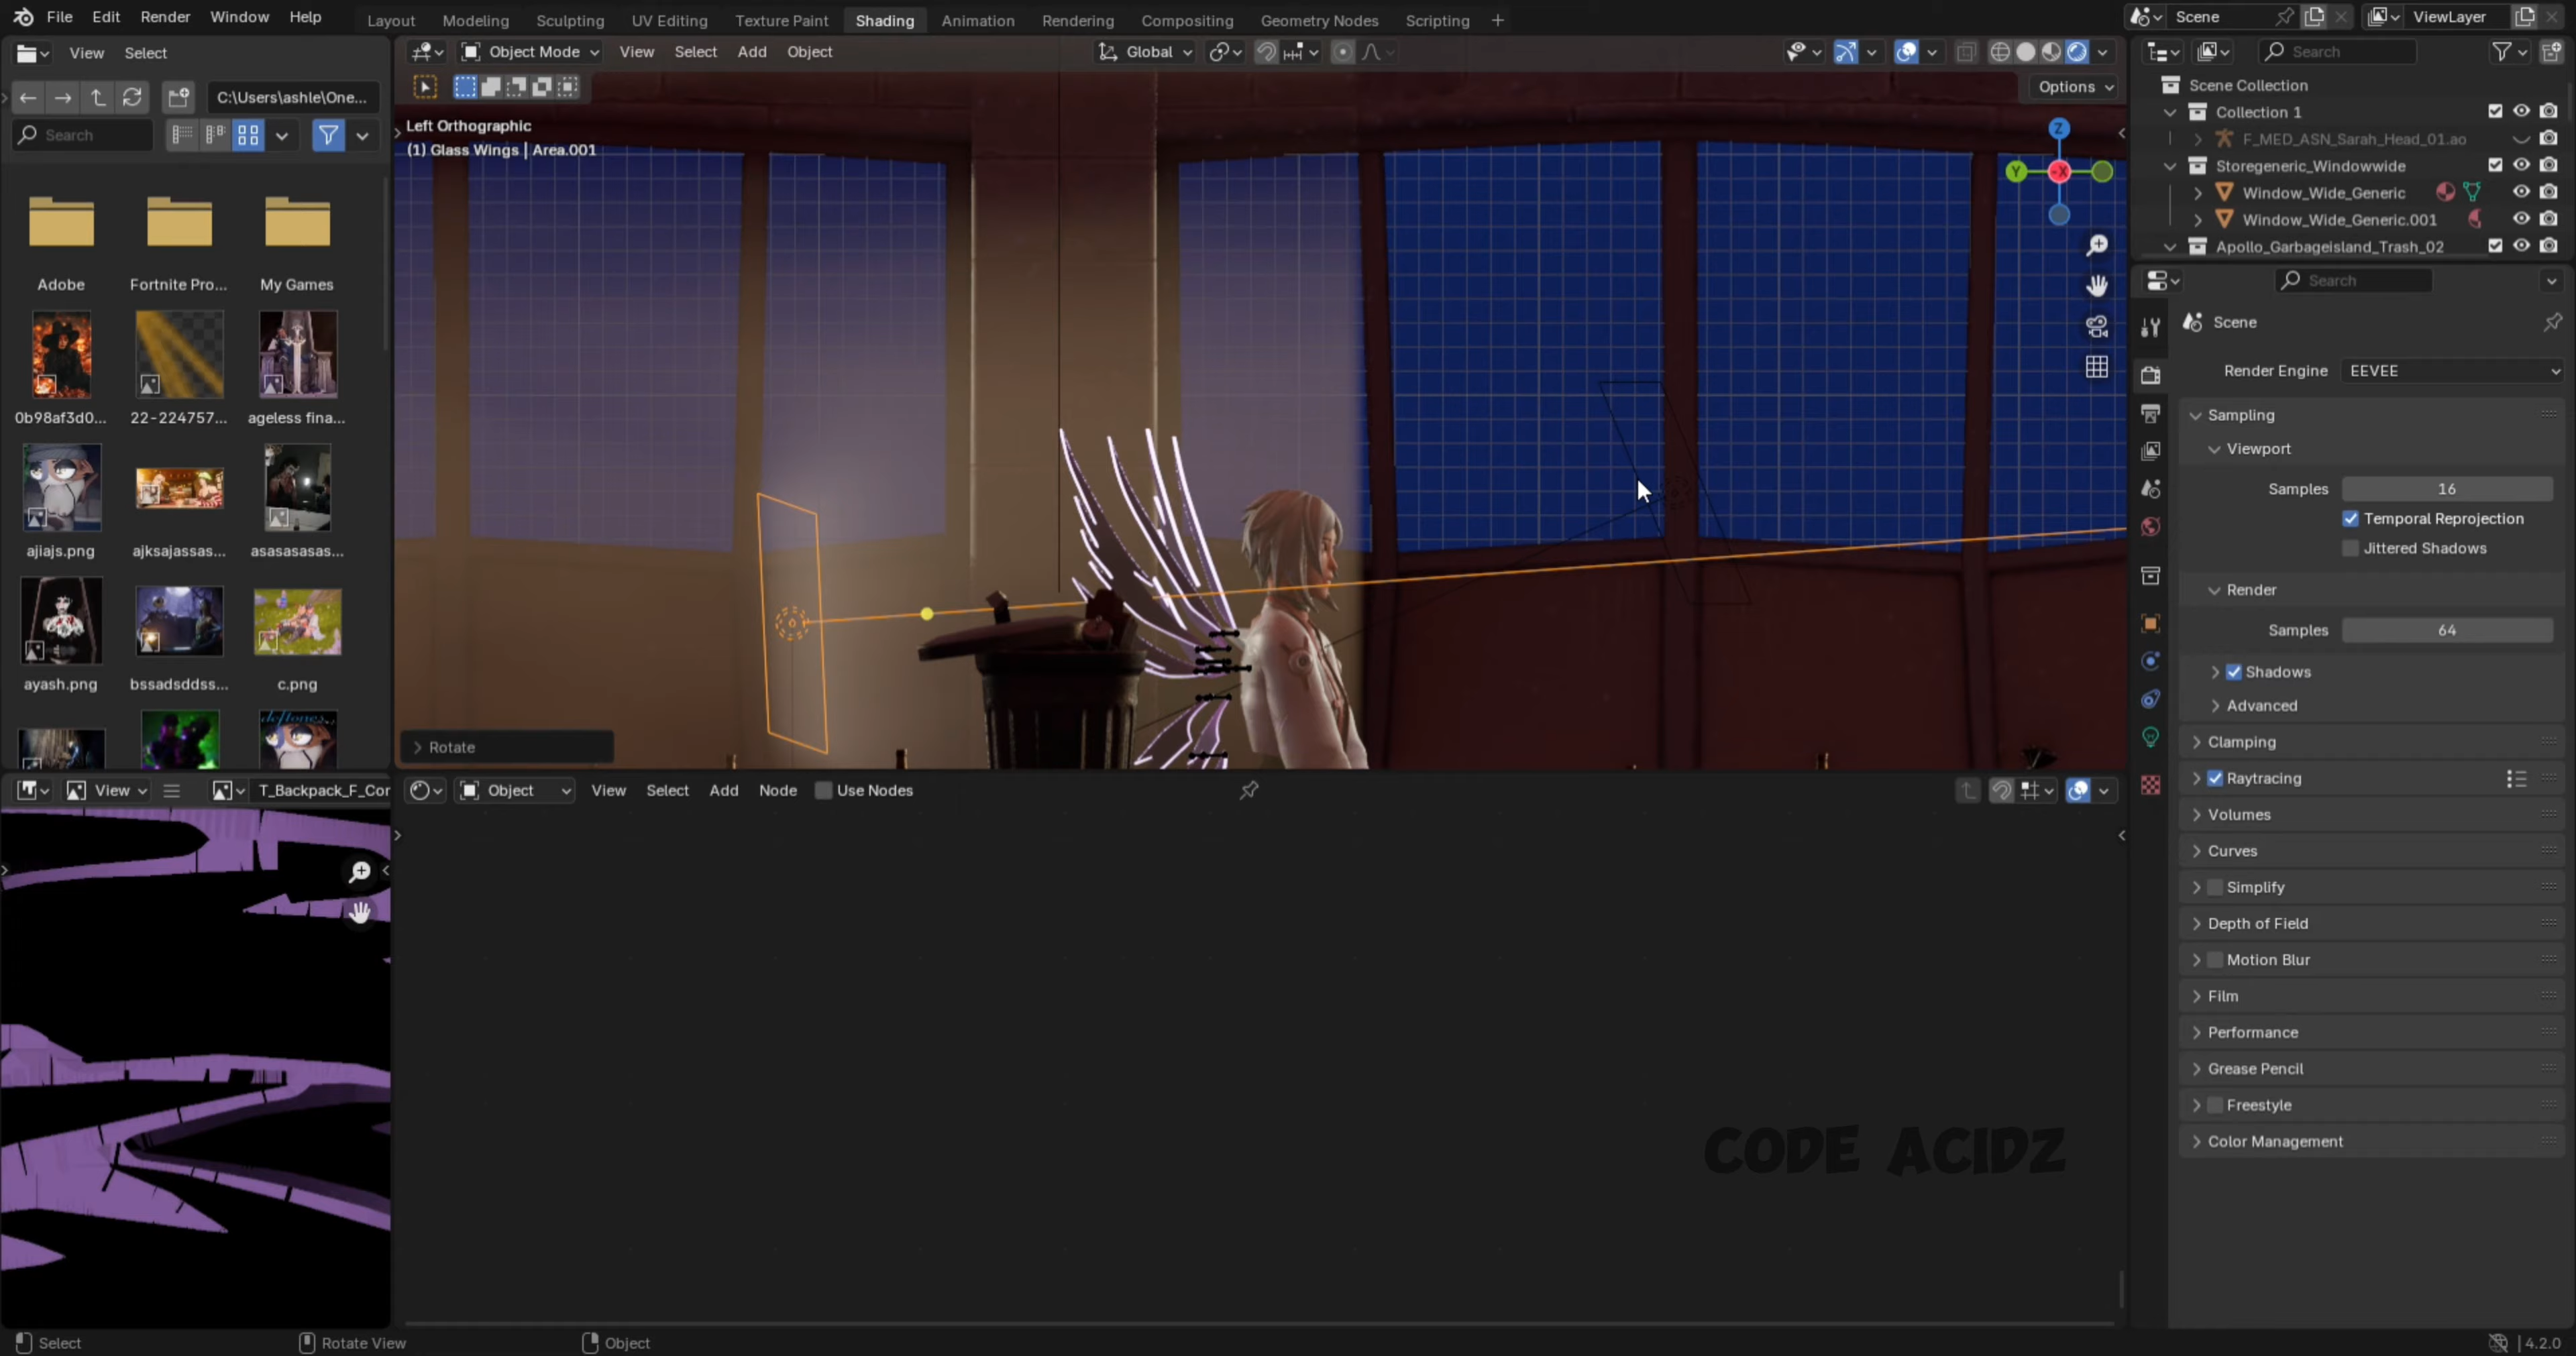 File Edit Render Window Help
Layout Modeling Sculpting UV Editing Texture Paint Shading Animation Rendering Compositing Geometry Nodes Scripting +
Scene
ViewLayer
View Select
C:\Users\ashle\One...
Search
Adobe
Fortnite Pro...
My Games
0b98af3d0...
22-224757...
ageless fina...
ajiajs.png
ajksajassas...
asasasasas...
ayash.png
bssadsddss...
c.png
deftones
Object Mode View Select Add Object
Global
Options
Left Orthographic
(1) Glass Wings | Area.001
Z
Y
-X
Rotate
Search
Scene Collection
Collection 1
F_MED_ASN_Sarah_Head_01.ao
Storegeneric_Windowwide
Window_Wide_Generic
Window_Wide_Generic.001
Apollo_Garbageisland_Trash_02
Search
Scene
Render Engine EEVEE
Sampling
Viewport
Samples 16
Temporal Reprojection
Jittered Shadows
Render
Samples 64
Shadows
Advanced
Clamping
Raytracing
Volumes
Curves
Simplify
Depth of Field
Motion Blur
Film
Performance
Grease Pencil
Freestyle
Color Management
View
T_Backpack_F_Cor
Object View Select Add Node Use Nodes
CODE ACIDZ
Select
Rotate View
Object
4.2.0